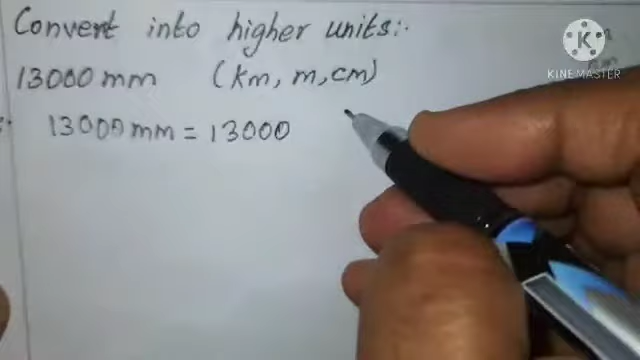 Convert into higher units:-
13000 mm (km, m, cm)
13000 mm = 13000
KINEMASTER